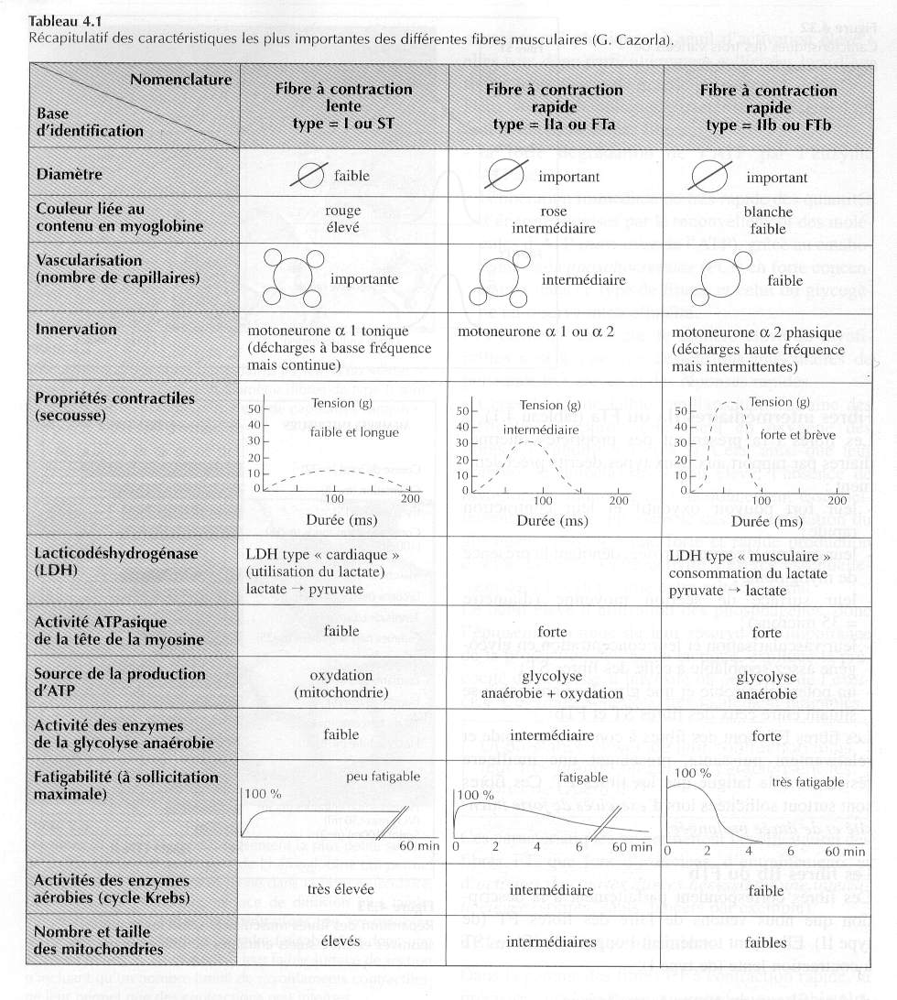 Tableau 4.1
Récapitulatif des caractéristiques les plus importantes des différentes fibres musculaires (G. Cazorla).
Nomenclature
Base
d'identification
Fibre à contraction
lente
type = I ou ST
Fibre à contraction
rapide
type = IIa ou FTa
Fibre à contraction
rapide
type = IIb ou FTb
Diamètre
faible
important
important
Couleur liée au
contenu en myoglobine
rouge
élevé
rose
intermédiaire
blanche
faible
Vascularisation
(nombre de capillaires)
importante
intermédiaire
faible
Innervation
motoneurone α 1 tonique
(décharges à basse fréquence
mais continue)
motoneurone α 1 ou α 2
motoneurone α 2 phasique
(décharges haute fréquence
mais intermittentes)
Propriétés contractiles
(secousse)
Tension (g)
faible et longue
50
40
30
20
10
0
100
200
Durée (ms)
Tension (g)
intermédiaire
50
40
30
20
10
0
100
200
Durée (ms)
Tension (g)
forte et brève
50
40
30
20
10
0
100
200
Durée (ms)
Lacticodéshydrogénase
(LDH)
LDH type « cardiaque »
(utilisation du lactate)
lactate → pyruvate
LDH type « musculaire »
consommation du lactate
pyruvate → lactate
Activité ATPasique
de la tête de la myosine
faible
forte
forte
Source de la production
d'ATP
oxydation
(mitochondrie)
glycolyse
anaérobie + oxydation
glycolyse
anaérobie
Activité des enzymes
de la glycolyse anaérobie
faible
intermédiaire
forte
Fatigabilité (à sollicitation
maximale)
peu fatigable
100 %
60 min
fatigable
100 %
0 2 4 6 60 min
100 %
très fatigable
0 2 4 6 60 min
Activités des enzymes
aérobies (cycle Krebs)
très élevée
intermédiaire
faible
Nombre et taille
des mitochondries
élevés
intermédiaires
faibles